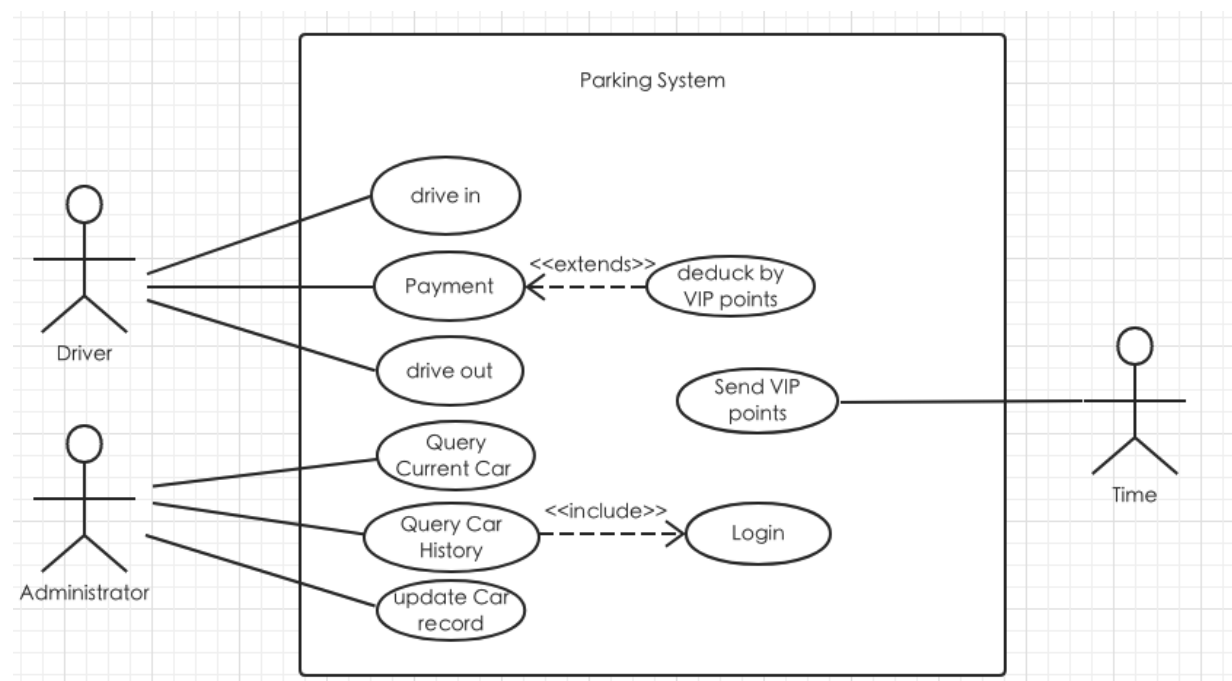 Parking System
drive in
<<extends>>
Payment
deduck by
VIP points
Driver
drive out
Send VIP
points
Query
Current Car
Time
<<include>>
Query Car
History
Login
Administrator
update Car
record